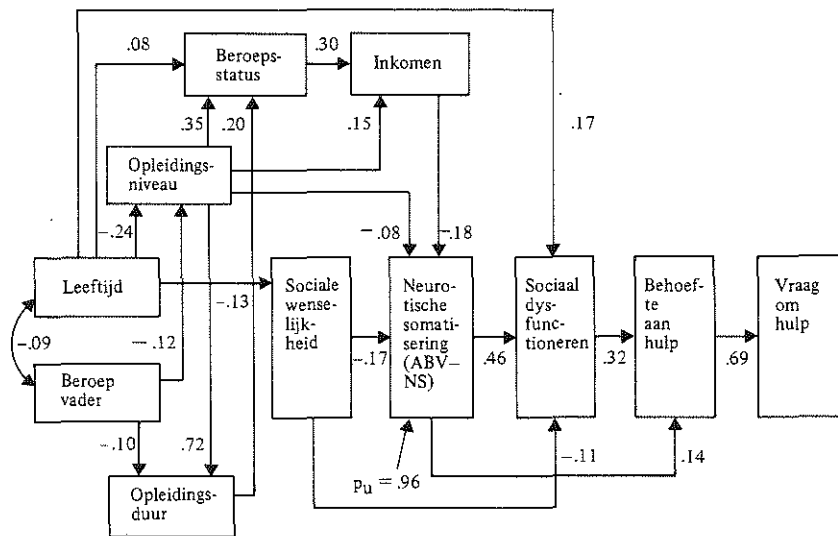 .08
Beroeps-
status
.30
Inkomen
.35
.20
.15
.17
Opleidings-
niveau
-.24
-.08
-.18
Leeftijd
-.13
Sociale
wense-
lijk-
heid
Neuro-
tische
somati-
sering
(ABV-
NS)
Sociaal
dys-
func-
tioneren
Behoef-
te
aan
hulp
Vraag
om
hulp
-.09
-.12
-.17
.46
.32
.69
Beroep
vader
-.10
.72
-.11
.14
Opleidings-
duur
pu = .96